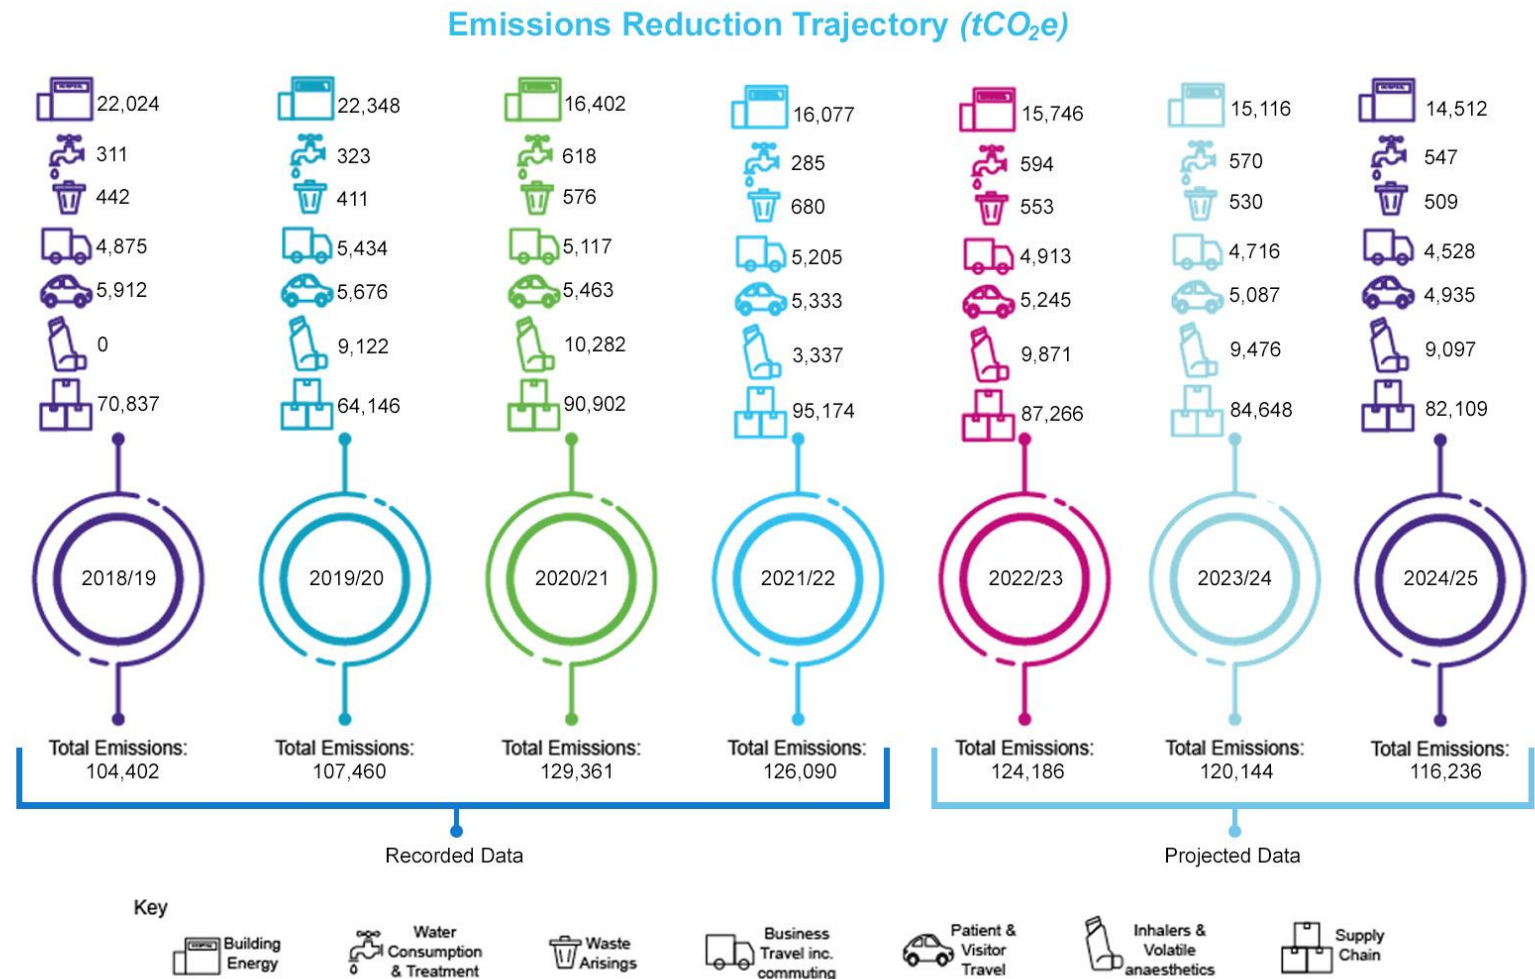 Emissions Reduction Trajectory (tCO₂e)
22,024
311
442
4,875
5,912
0
70,837
2018/19
Total Emissions:
104,402
22,348
323
411
5,434
5,676
9,122
64,146
2019/20
Total Emissions:
107,460
16,402
618
576
5,117
5,463
10,282
90,902
2020/21
Total Emissions:
129,361
16,077
285
680
5,205
5,333
3,337
95,174
2021/22
Total Emissions:
126,090
Recorded Data
15,746
594
553
4,913
5,245
9,871
87,266
2022/23
Total Emissions:
124,186
15,116
570
530
4,716
5,087
9,476
84,648
2023/24
Total Emissions:
120,144
14,512
547
509
4,528
4,935
9,097
82,109
2024/25
Total Emissions:
116,236
Projected Data
Key
Building
Energy
Water
Consumption
& Treatment
Waste
Arisings
Business
Travel inc.
commuting
Patient &
Visitor
Travel
Inhalers &
Volatile
anaesthetics
Supply
Chain